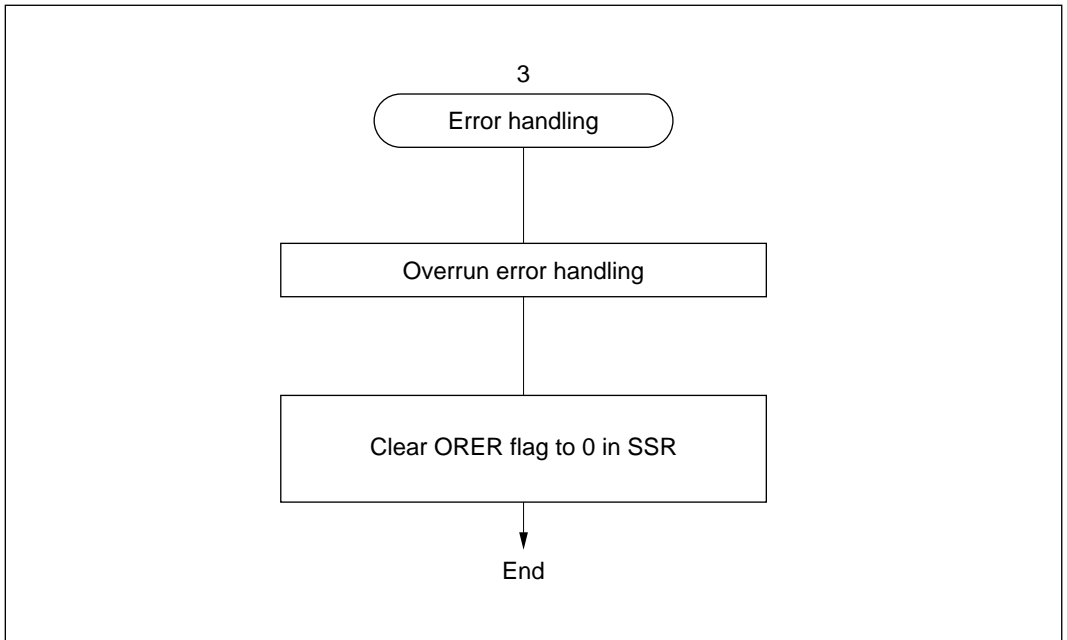 3
Error handling
Overrun error handling
Clear ORER flag to 0 in SSR
End